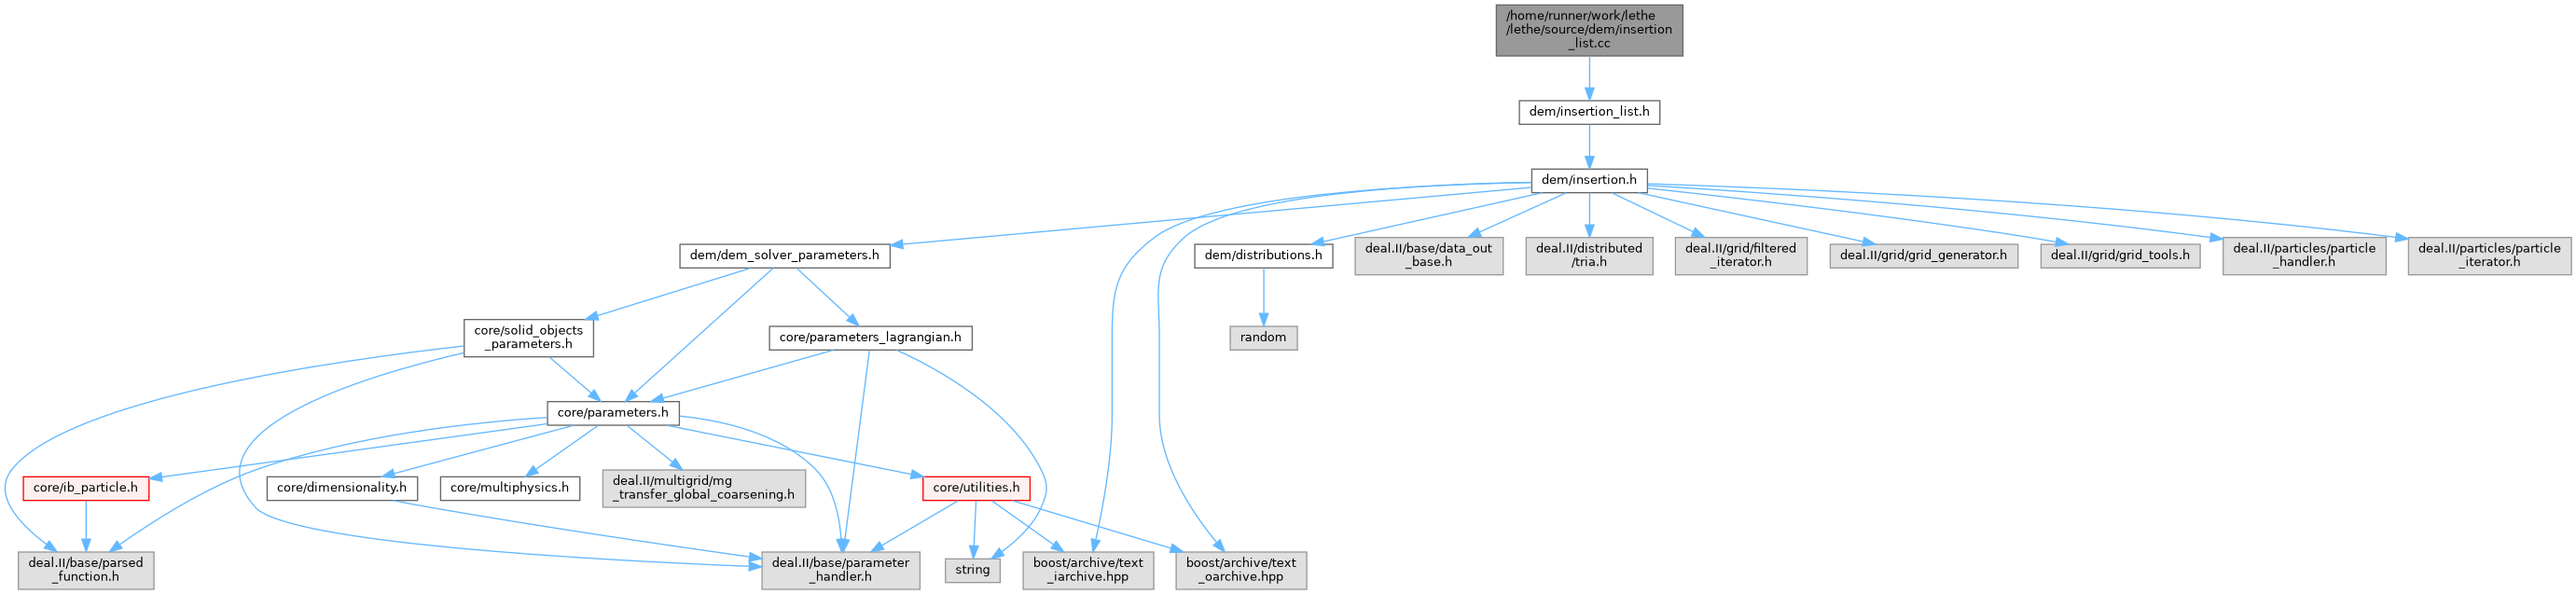 /home/runner/work/lethe
/lethe/source/dem/insertion
_list.cc
dem/insertion_list.h
dem/insertion.h
dem/dem_solver_parameters.h
dem/distributions.h
deal.II/base/data_out
_base.h
deal.II/distributed
/tria.h
deal.II/grid/filtered
_iterator.h
deal.II/grid/grid_generator.h
deal.II/grid/grid_tools.h
deal.II/particles/particle
_handler.h
deal.II/particles/particle
_iterator.h
core/solid_objects
_parameters.h
core/parameters_lagrangian.h
random
core/parameters.h
core/ib_particle.h
core/dimensionality.h
core/multiphysics.h
deal.II/multigrid/mg
_transfer_global_coarsening.h
core/utilities.h
deal.II/base/parsed
_function.h
deal.II/base/parameter
_handler.h
string
boost/archive/text
_iarchive.hpp
boost/archive/text
_oarchive.hpp